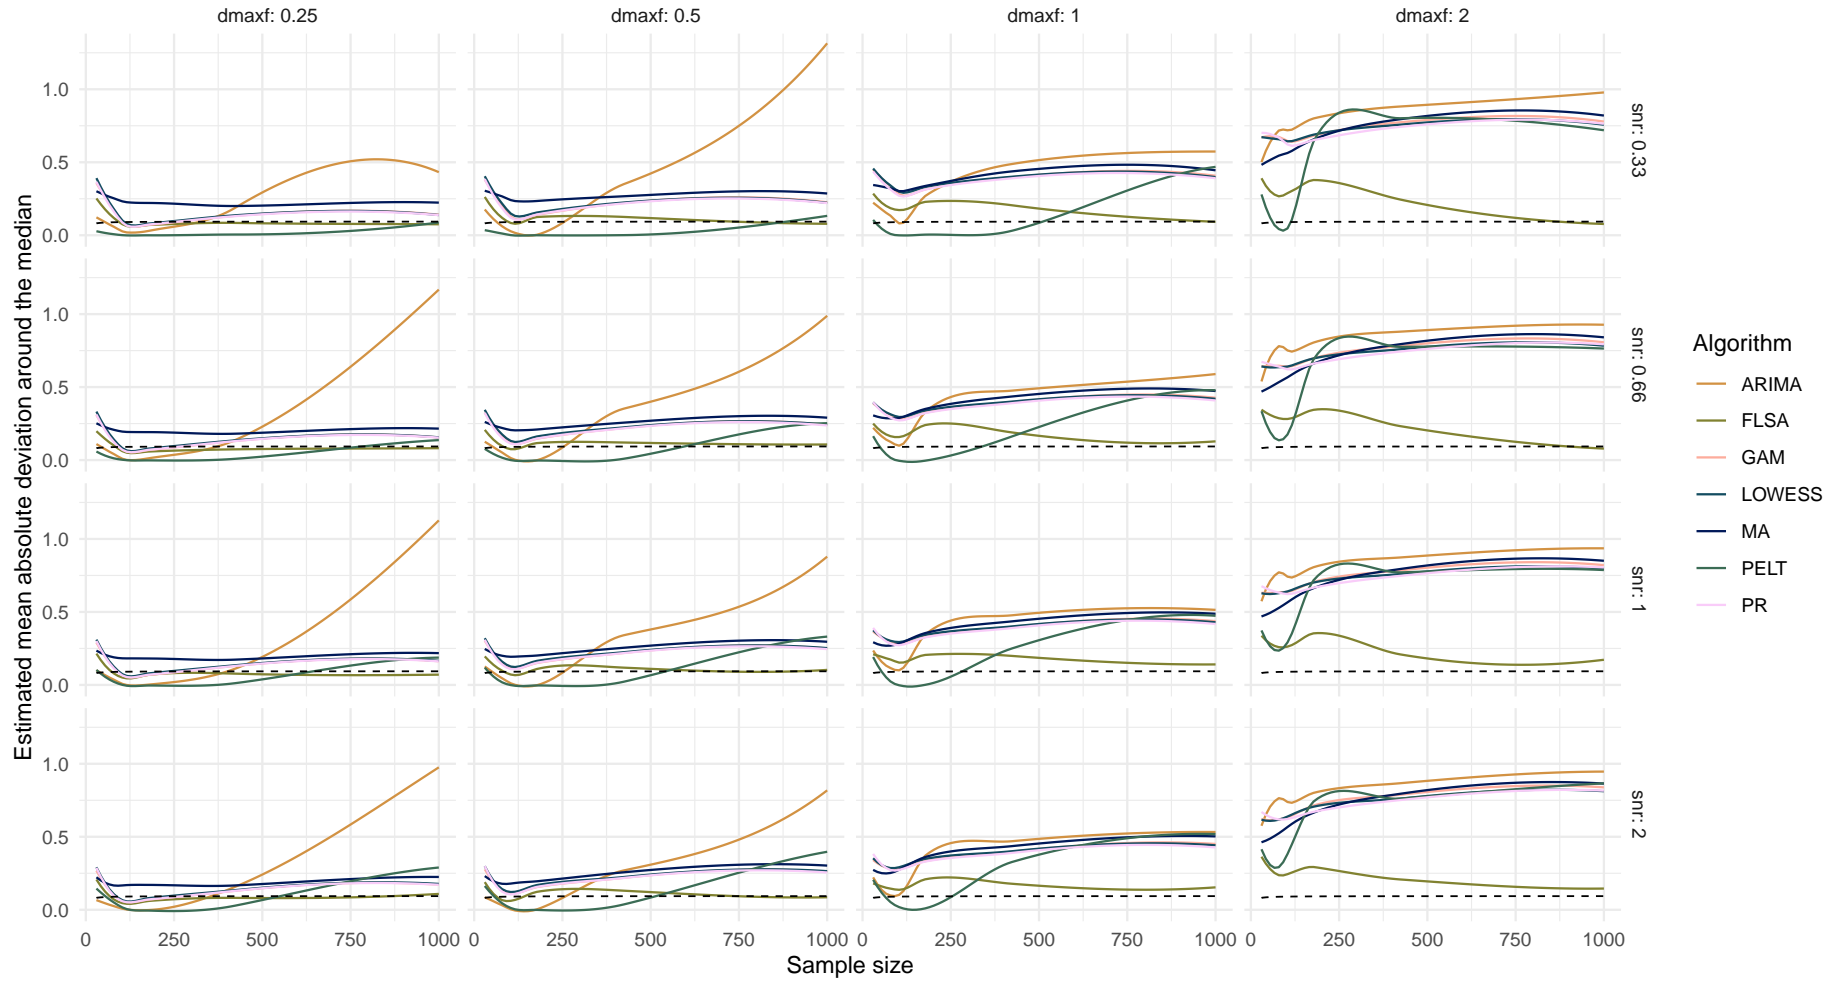 dmaxf: 0.25
dmaxf: 0.5
dmaxf: 1
dmaxf: 2
Estimated mean absolute deviation around the median
1.0
0.5
0.0
snr: 0.33
1.0
0.5
0.0
snr: 0.66
1.0
0.5
0.0
snr: 1
1.0
0.5
0.0
snr: 2
0 250 500 750 1000
0 250 500 750 1000
0 250 500 750 1000
0 250 500 750 1000
Sample size
Algorithm
ARIMA
FLSA
GAM
LOWESS
MA
PELT
PR